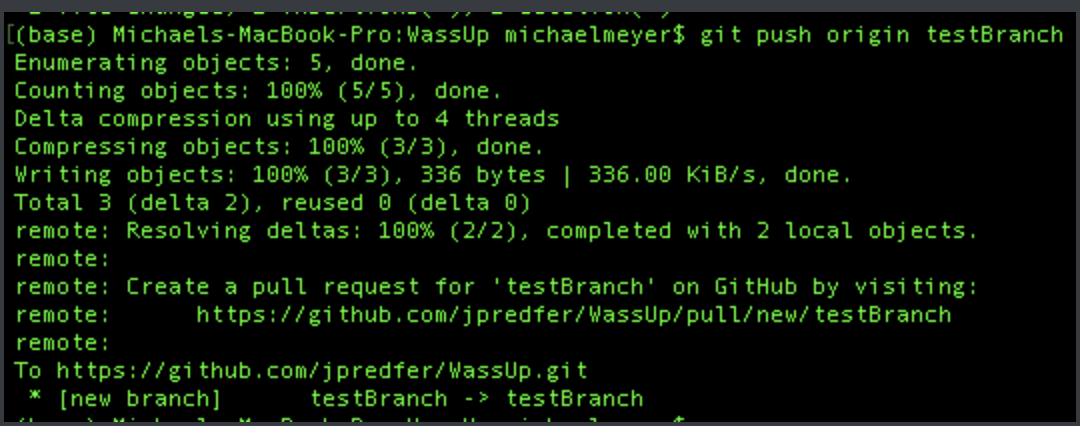 [(base) Michaels-MacBook-Pro:WassUp michaelmeyer$ git push origin testBranch
Enumerating objects: 5, done.
Counting objects: 100% (5/5), done.
Delta compression using up to 4 threads
Compressing objects: 100% (3/3), done.
Writing objects: 100% (3/3), 336 bytes | 336.00 KiB/s, done.
Total 3 (delta 2), reused 0 (delta 0)
remote: Resolving deltas: 100% (2/2), completed with 2 local objects.
remote:
remote: Create a pull request for 'testBranch' on GitHub by visiting:
remote:      https://github.com/jpredfer/WassUp/pull/new/testBranch
remote:
To https://github.com/jpredfer/WassUp.git
 * [new branch]      testBranch -> testBranch